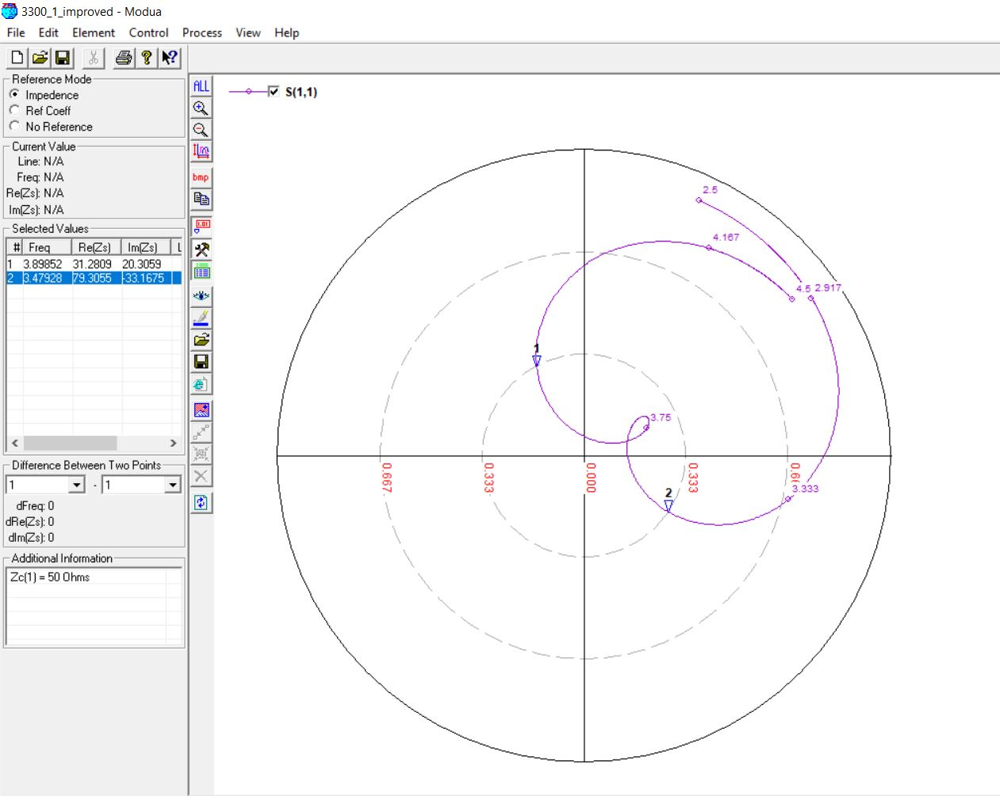 3300_1_improved - Modua
File Edit Element Control Process View Help
Reference Mode
Impedence
Ref Coeff
No Reference
Current Value
Line: N/A
Freq: N/A
Re(Zs): N/A
Im(Zs): N/A
Selected Values
# Freq Re(Zs) Im(Zs) L
1 3.89852 31.2809 20.3059
2 3.47928 79.3055 -33.1675
Difference Between Two Points
1 - 1
dFreq: 0
dRe(Zs): 0
dIm(Zs): 0
Additional Information
Zc(1) = 50 Ohms
ALL
bmp
1.01
S(1,1)
2.5
4.167
4.5 2.917
1
3.75
0.667
0.333
0.000
0.333
0.66
2
3.333